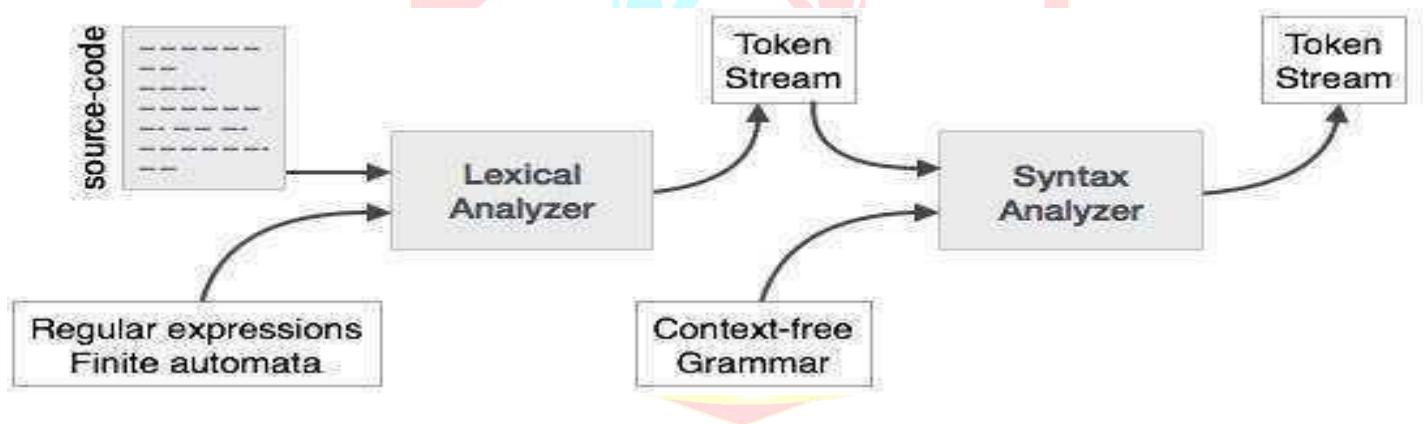 source-code
Token
Stream
Token
Stream
Lexical
Analyzer
Syntax
Analyzer
Regular expressions
Finite automata
Context-free
Grammar